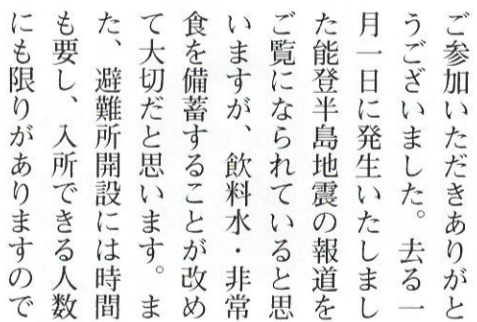 ご参加いただきありがと
うございました。去る一
月一日に発生いたしまし
た能登半島地震の報道を
ご覧になられていると思
いますが、飲料水・非常
食を備蓄することが改め
て大切だと思います。ま
た、避難所開設には時間
も要し、入所できる人数
にも限りがありますので